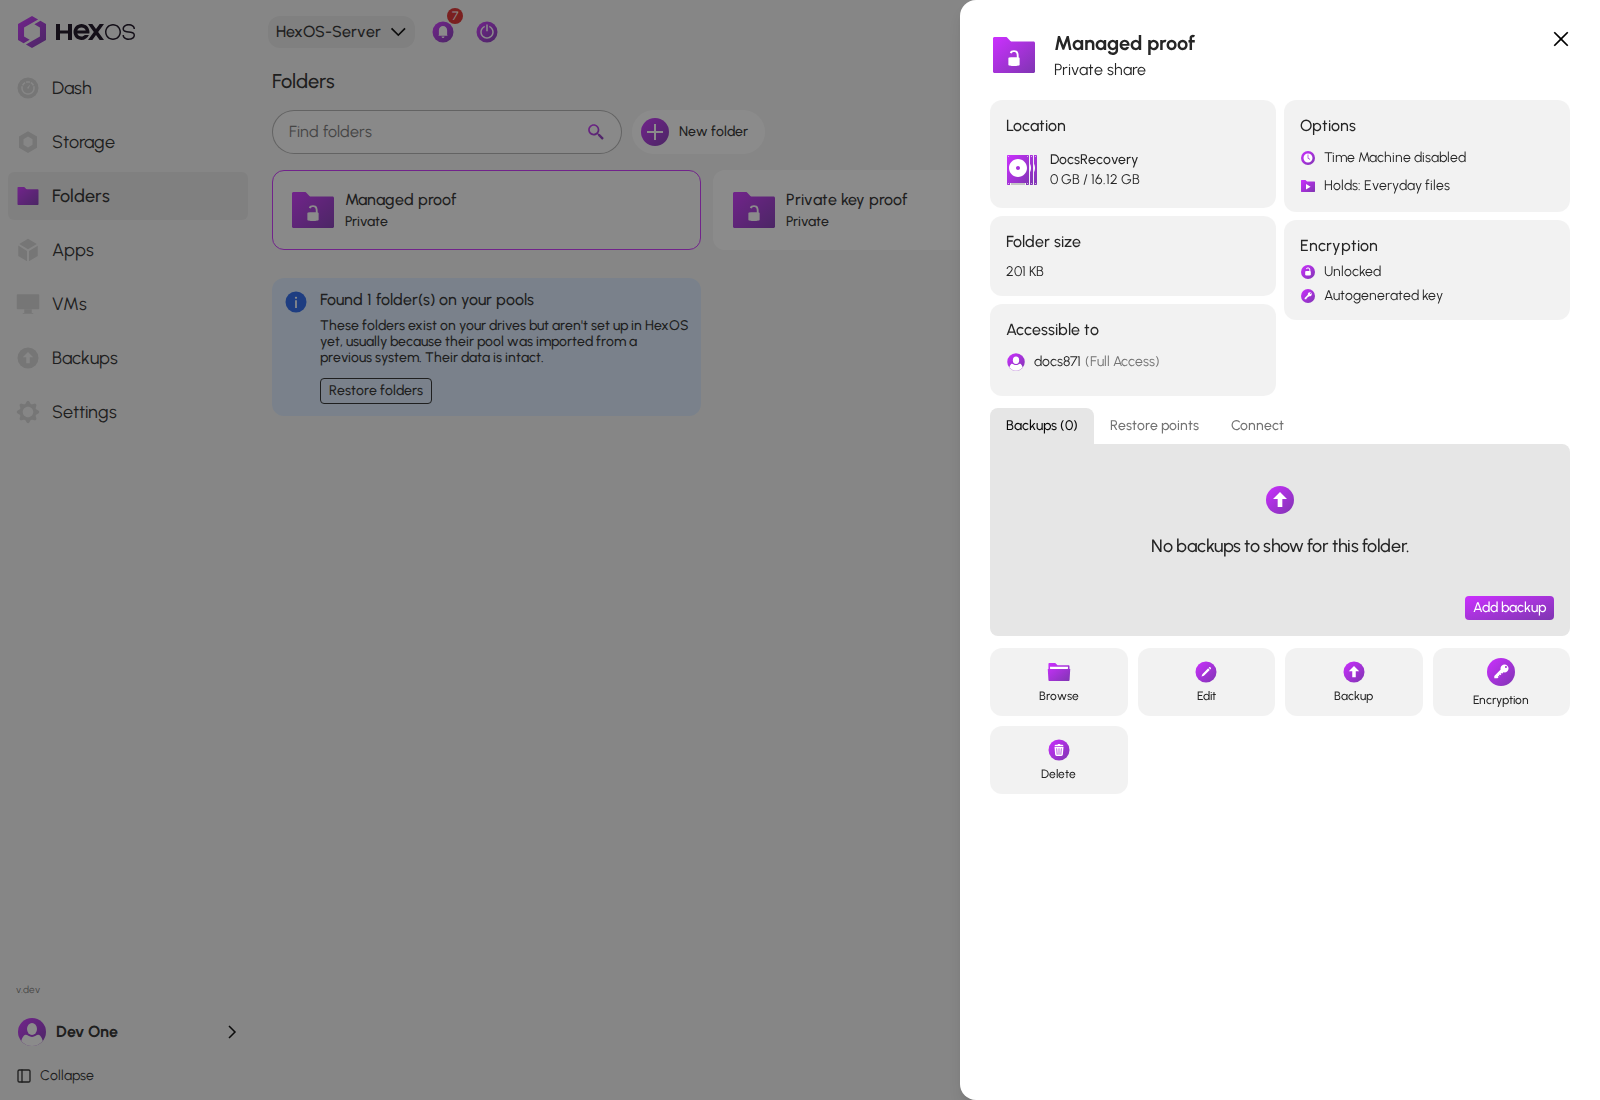 HEXOS
HexOS-Server
7
Dash
Storage
Folders
Apps
VMs
Backups
Settings
v.dev
Dev One
Collapse
Folders
Find folders
New folder
Managed proof
Private
Private key proof
Private
Found 1 folder(s) on your pools
These folders exist on your drives but aren't set up in HexOS
yet, usually because their pool was imported from a
previous system. Their data is intact.
Restore folders
Managed proof
Private share
Location
DocsRecovery
0 GB / 16.12 GB
Folder size
201 KB
Accessible to
docs871 (Full Access)
Options
Time Machine disabled
Holds: Everyday files
Encryption
Unlocked
Autogenerated key
Backups (0)
Restore points
Connect
No backups to show for this folder.
Add backup
Browse
Edit
Backup
Encryption
Delete